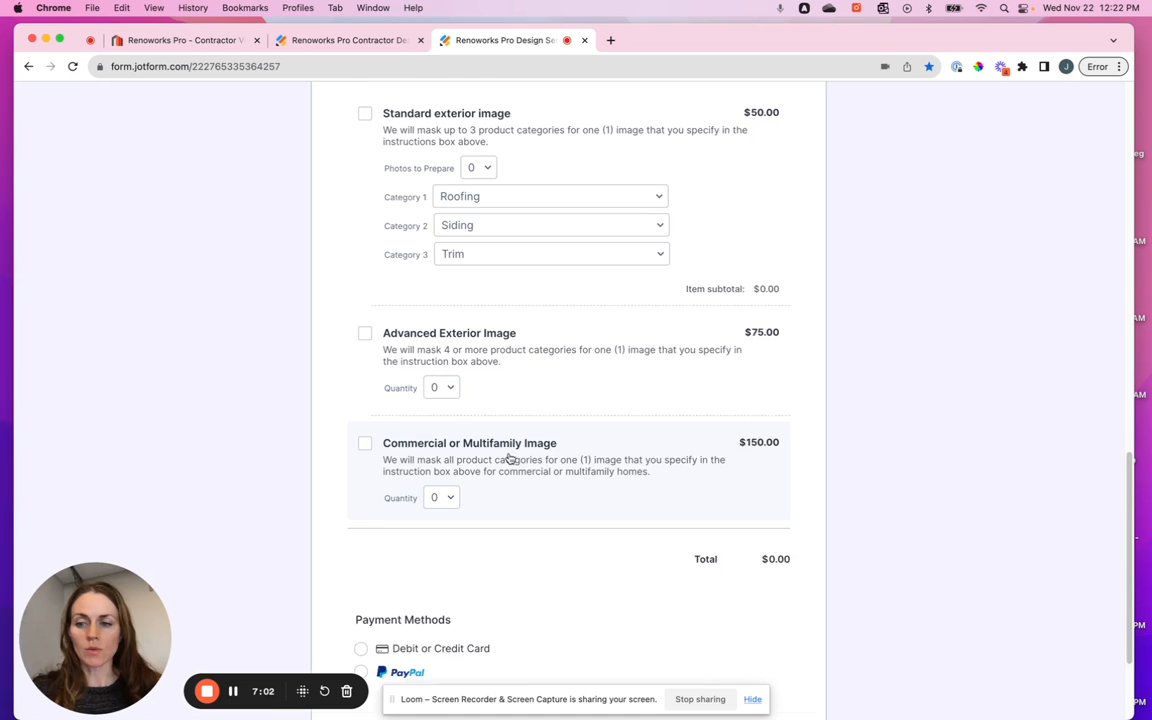 Chrome File Edit View History Bookmarks Profiles Tab Window Help
Wed Nov 22 12:22 PM
Renoworks Pro - Contractor V
Renoworks Pro Contractor De
Renoworks Pro Design Se
form.jotform.com/222765335364257
J
Error
4
Standard exterior image $50.00
We will mask up to 3 product categories for one (1) image that you specify in the
instructions box above.
Photos to Prepare 0
Category 1 Roofing
Category 2 Siding
Category 3 Trim
Item subtotal: $0.00
Advanced Exterior Image $75.00
We will mask 4 or more product categories for one (1) image that you specify in
the instruction box above.
Quantity 0
Commercial or Multifamily Image $150.00
We will mask all product categories for one (1) image that you specify in the
instruction box above for commercial or multifamily homes.
Quantity 0
Total $0.00
Payment Methods
Debit or Credit Card
PayPal
7:02
Loom – Screen Recorder & Screen Capture is sharing your screen. Stop sharing Hide
eg
AM
AM
AM
PM
PM